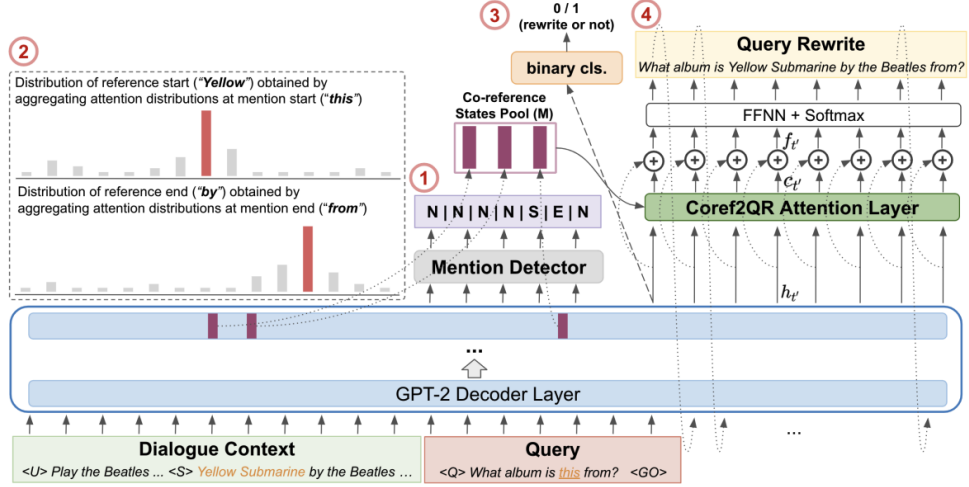 2
Distribution of reference start (“Yellow”) obtained by
aggregating attention distributions at mention start (“this”)
Distribution of reference end (“by”) obtained by
aggregating attention distributions at mention end (“from”)
3
0 / 1
(rewrite or not)
binary cls.
Co-reference
States Pool (M)
1
N | N | N | N | S | E | N
Mention Detector
4
Query Rewrite
What album is Yellow Submarine by the Beatles from?
FFNN + Softmax
f_{t'}
+ + + + + + + +
c_{t'}
Coref2QR Attention Layer
h_{t'}
...
GPT-2 Decoder Layer
...
Dialogue Context
<U> Play the Beatles ... <S> Yellow Submarine by the Beatles ...
Query
<Q> What album is this from? <GO>